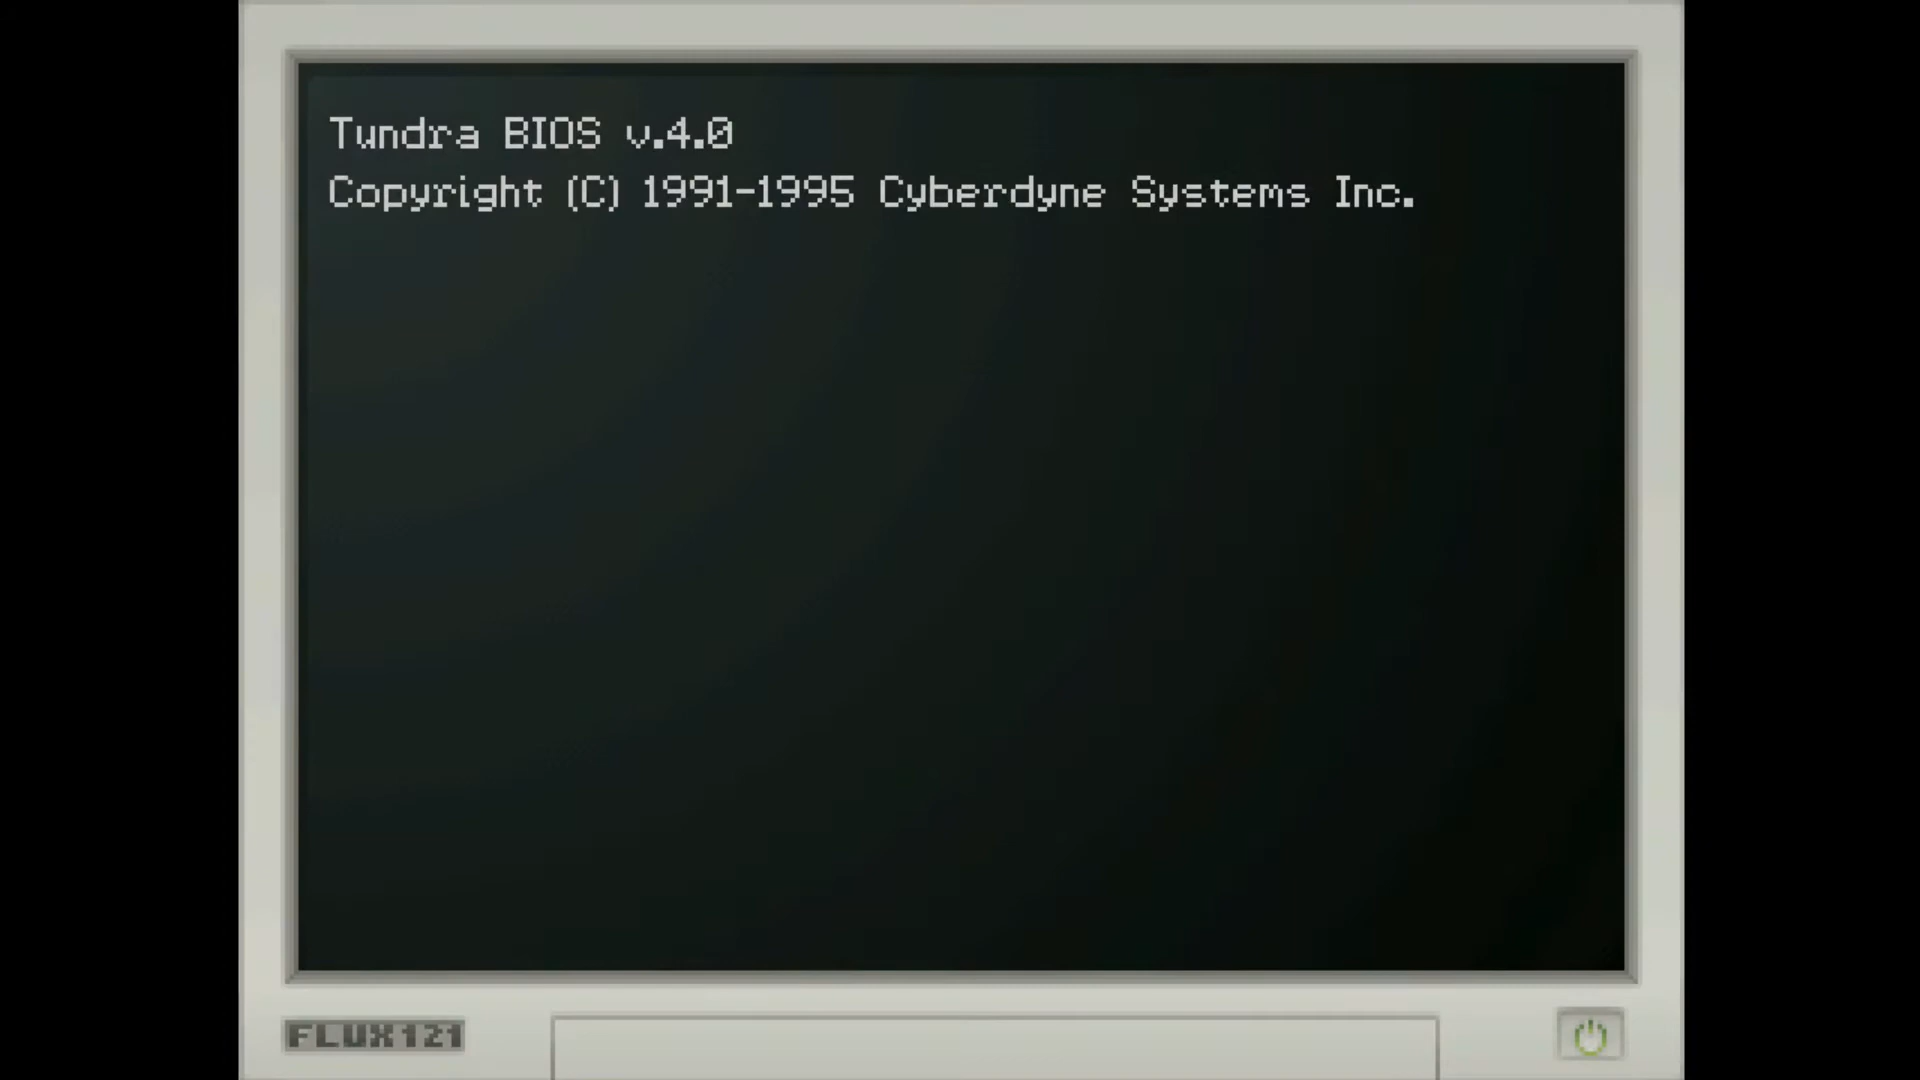 Tundra BIOS v.4.0
Copyright (C) 1991-1995 Cyberdyne Systems Inc.
FLUX121